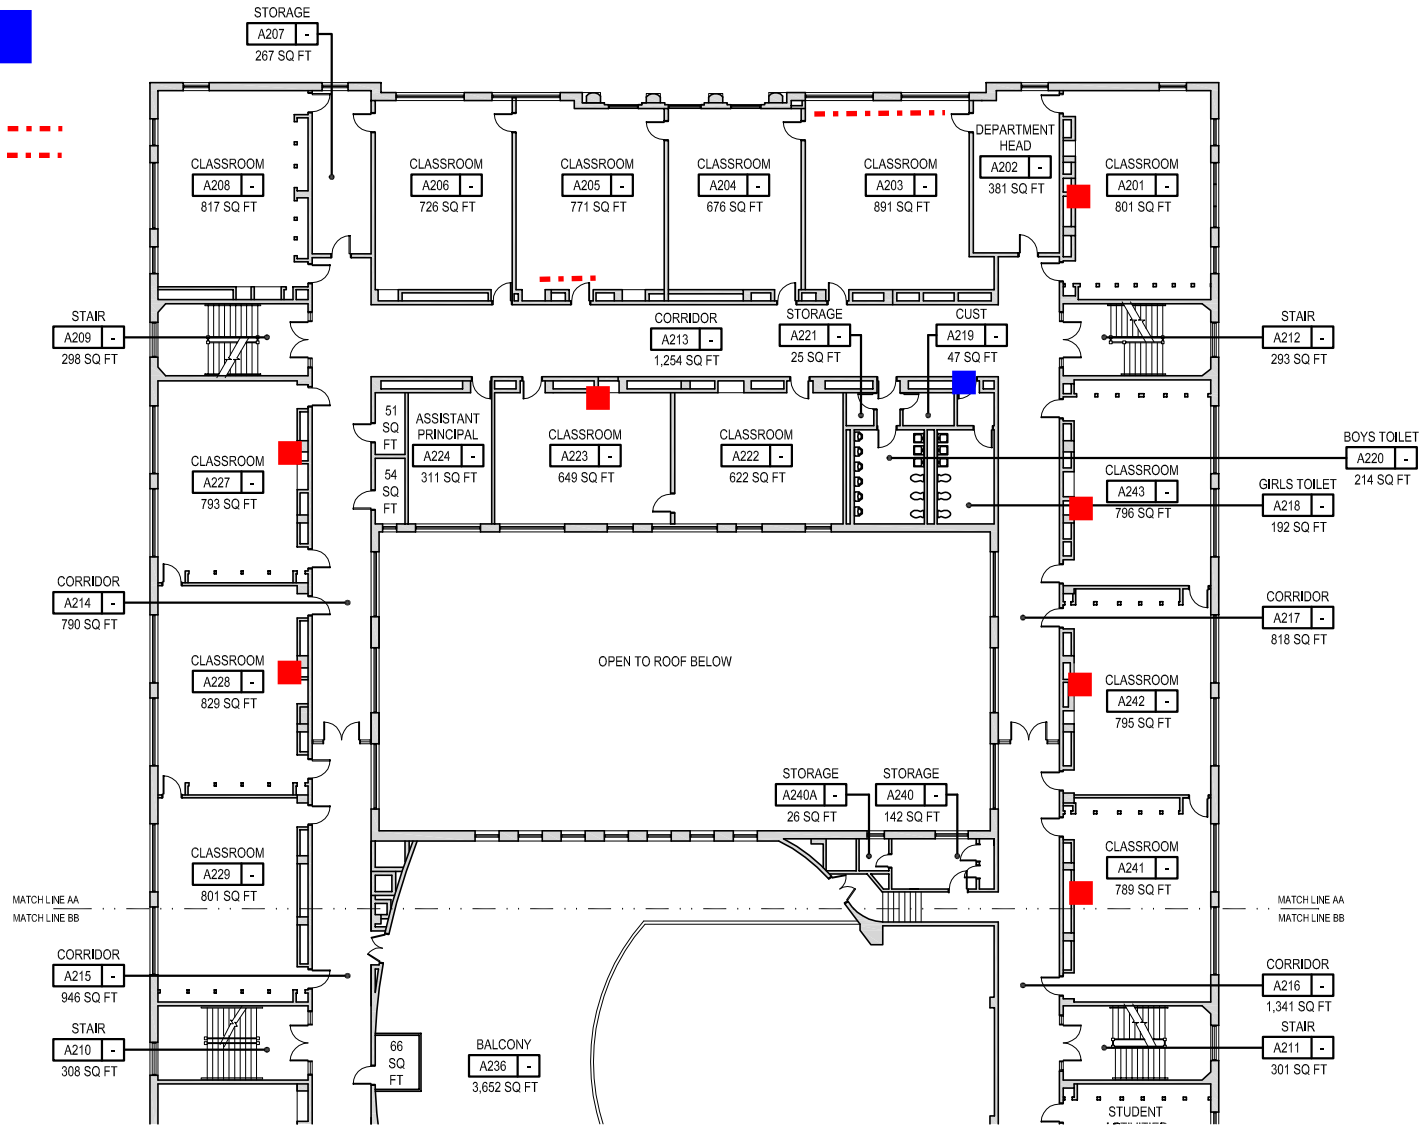 STORAGE
A207 -
267 SQ FT
CLASSROOM
A208 -
817 SQ FT
CLASSROOM
A206 -
726 SQ FT
CLASSROOM
A205 -
771 SQ FT
CLASSROOM
A204 -
676 SQ FT
CLASSROOM
A203 -
891 SQ FT
DEPARTMENT
HEAD
A202 -
381 SQ FT
CLASSROOM
A201 -
801 SQ FT
STAIR
A209 -
298 SQ FT
CORRIDOR
A213 -
1,254 SQ FT
STORAGE
A221 -
25 SQ FT
CUST
A219 -
47 SQ FT
STAIR
A212 -
293 SQ FT
51
SQ
FT
54
SQ
FT
ASSISTANT
PRINCIPAL
A224 -
311 SQ FT
CLASSROOM
A223 -
649 SQ FT
CLASSROOM
A222 -
622 SQ FT
BOYS TOILET
A220 -
214 SQ FT
CLASSROOM
A227 -
793 SQ FT
CLASSROOM
A243 -
796 SQ FT
GIRLS TOILET
A218 -
192 SQ FT
CORRIDOR
A214 -
790 SQ FT
CORRIDOR
A217 -
818 SQ FT
CLASSROOM
A228 -
829 SQ FT
OPEN TO ROOF BELOW
CLASSROOM
A242 -
795 SQ FT
STORAGE
A240A -
26 SQ FT
STORAGE
A240 -
142 SQ FT
CLASSROOM
A229 -
801 SQ FT
CLASSROOM
A241 -
789 SQ FT
MATCH LINE AA
MATCH LINE BB
MATCH LINE AA
MATCH LINE BB
CORRIDOR
A215 -
946 SQ FT
CORRIDOR
A216 -
1,341 SQ FT
STAIR
A210 -
308 SQ FT
66
SQ
FT
BALCONY
A236 -
3,652 SQ FT
STAIR
A211 -
301 SQ FT
STUDENT